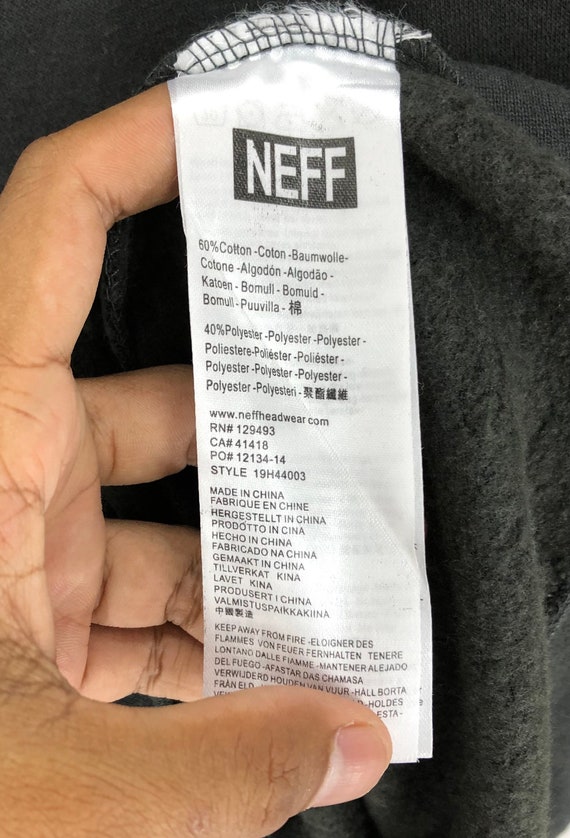 NEFF
60%Cotton -Coton -Baumwolle-
Cotone -Algodón -Algodão -
Katoen - Bomull - Bomuld -
Bomull - Puuvilla - 棉
40%Polyester -Polyester -Polyester -
Poliestere-Poliéster -Poliéster -
Polyester -Polyester -Polyester -
Polyester -Polyesteri - 聚酯纖維
www.neffheadwear.com
RN# 129493
CA# 41418
PO# 12134-14
STYLE 19H44003
MADE IN CHINA
FABRIQUE EN CHINE
HERGESTELLT IN CHINA
PRODOTTO IN CINA
HECHO IN CHINA
FABRICADO NA CHINA
GEMAAKT IN CHINA
TILLVERKAT KINA
LAVET KINA
PRODUSERT I CHINA
VALMISTUSPAIKKAKIINA
中國製造
KEEP AWAY FROM FIRE -ELOIGNER DES
FLAMMES VON FEUER FERNHALTEN TENERE
LONTANO DALLE FIAMME -MANTENER ALEJADO
DEL FUEGO -AFASTAR DAS CHAMASA
VERWIJDERD HOUDEN VAN VUUR -HALL BORTA
FRÅN ELD -HOLDES
ESTA-